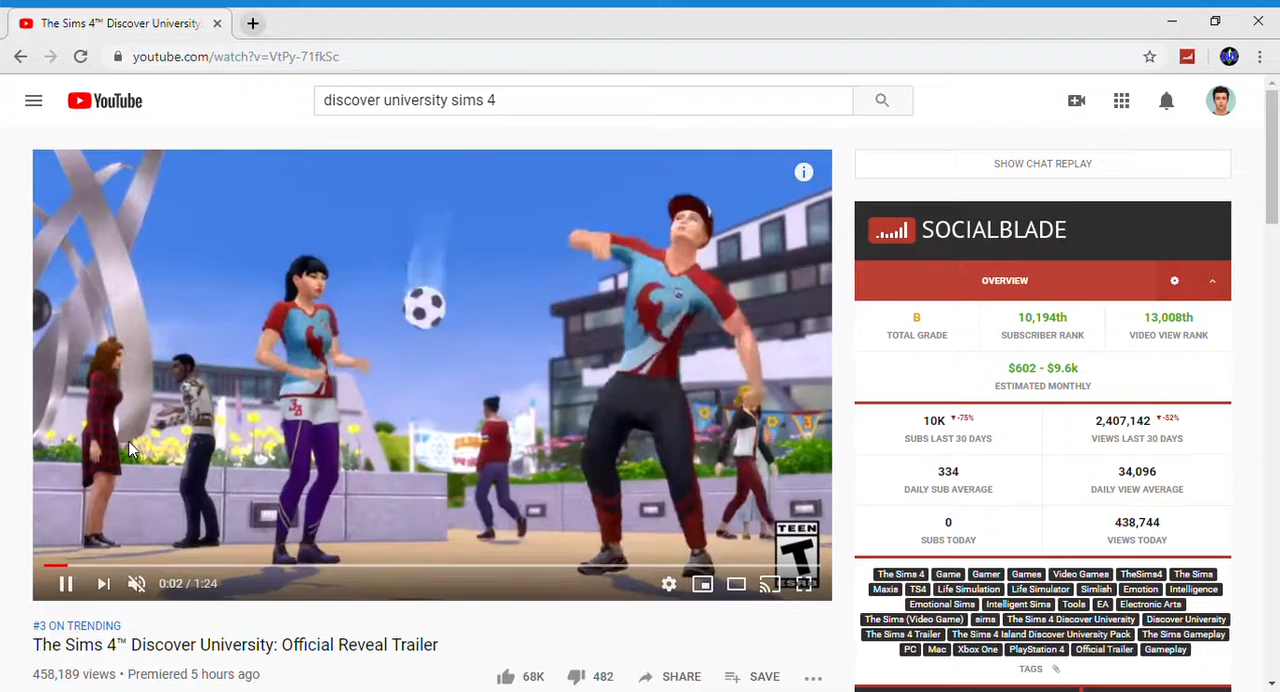 The Sims 4™ Discover University:
youtube.com/watch?v=VtPy-71fkSc
YouTube
discover university sims 4
SHOW CHAT REPLAY
SOCIALBLADE
OVERVIEW
B 10,194th 13,008th
TOTAL GRADE SUBSCRIBER RANK VIDEO VIEW RANK
$602 - $9.6k
ESTIMATED MONTHLY
10K -75% 2,407,142 -52%
SUBS LAST 30 DAYS VIEWS LAST 30 DAYS
334 34,096
DAILY SUB AVERAGE DAILY VIEW AVERAGE
0 438,744
SUBS TODAY VIEWS TODAY
The Sims 4 Game Gamer Games Video Games TheSims4 The Sims
Maxis TS4 Life Simulation Life Simulator Simlish Emotion Intelligence
Emotional Sims Intelligent Sims Tools EA Electronic Arts
The Sims (Video Game) sims The Sims 4 Discover University Discover University
The Sims 4 Trailer The Sims 4 Island Discover University Pack The Sims Gameplay
PC Mac Xbox One PlayStation 4 Official Trailer Gameplay
TAGS
TEEN
T
ESRB
0:02 / 1:24
#3 ON TRENDING
The Sims 4™ Discover University: Official Reveal Trailer
458,189 views • Premiered 5 hours ago
68K 482 SHARE SAVE